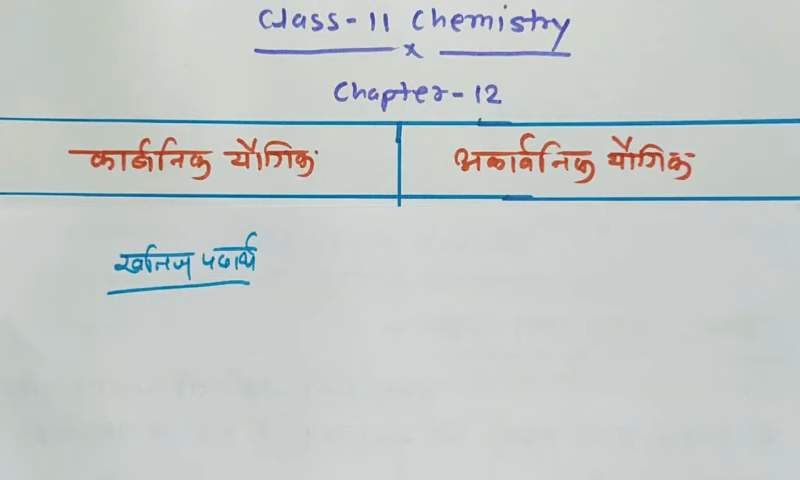 Class-11 Chemistry
x
Chapter-12
कार्बनिक यौगिक अकार्बनिक यौगिक
खनिज पदार्थ